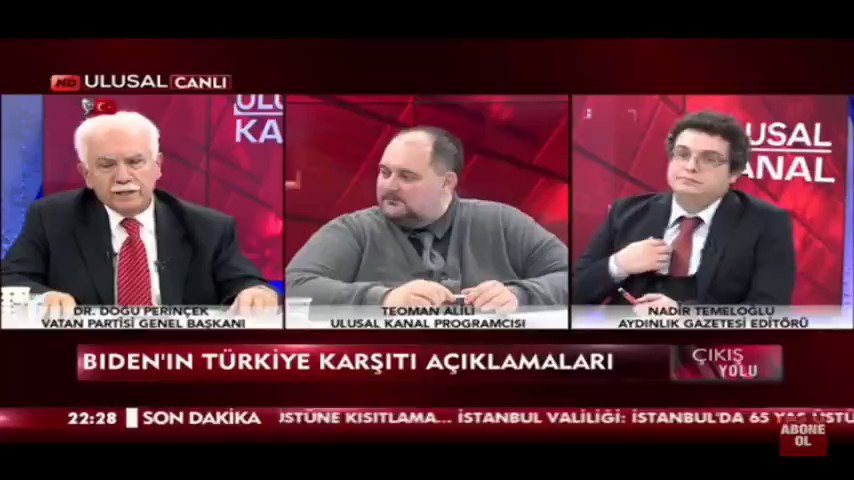 HD ULUSAL CANLI
ULU
KA
ULUSAL
KANAL
DR. DOĞU PERİNÇEK
VATAN PARTİSİ GENEL BAŞKANI
TEOMAN ALİLİ
ULUSAL KANAL PROGRAMCISI
NADİR TEMELOĞLU
AYDINLIK GAZETESİ EDİTÖRÜ
BIDEN'IN TÜRKİYE KARŞITI AÇIKLAMALARI
ÇIKIŞ
YOLU
22:28 SON DAKİKA ÜSTÜNE KISITLAMA... İSTANBUL VALİLİĞİ: İSTANBUL'DA 65 YAŞ ÜSTÜ
ABONE
OL